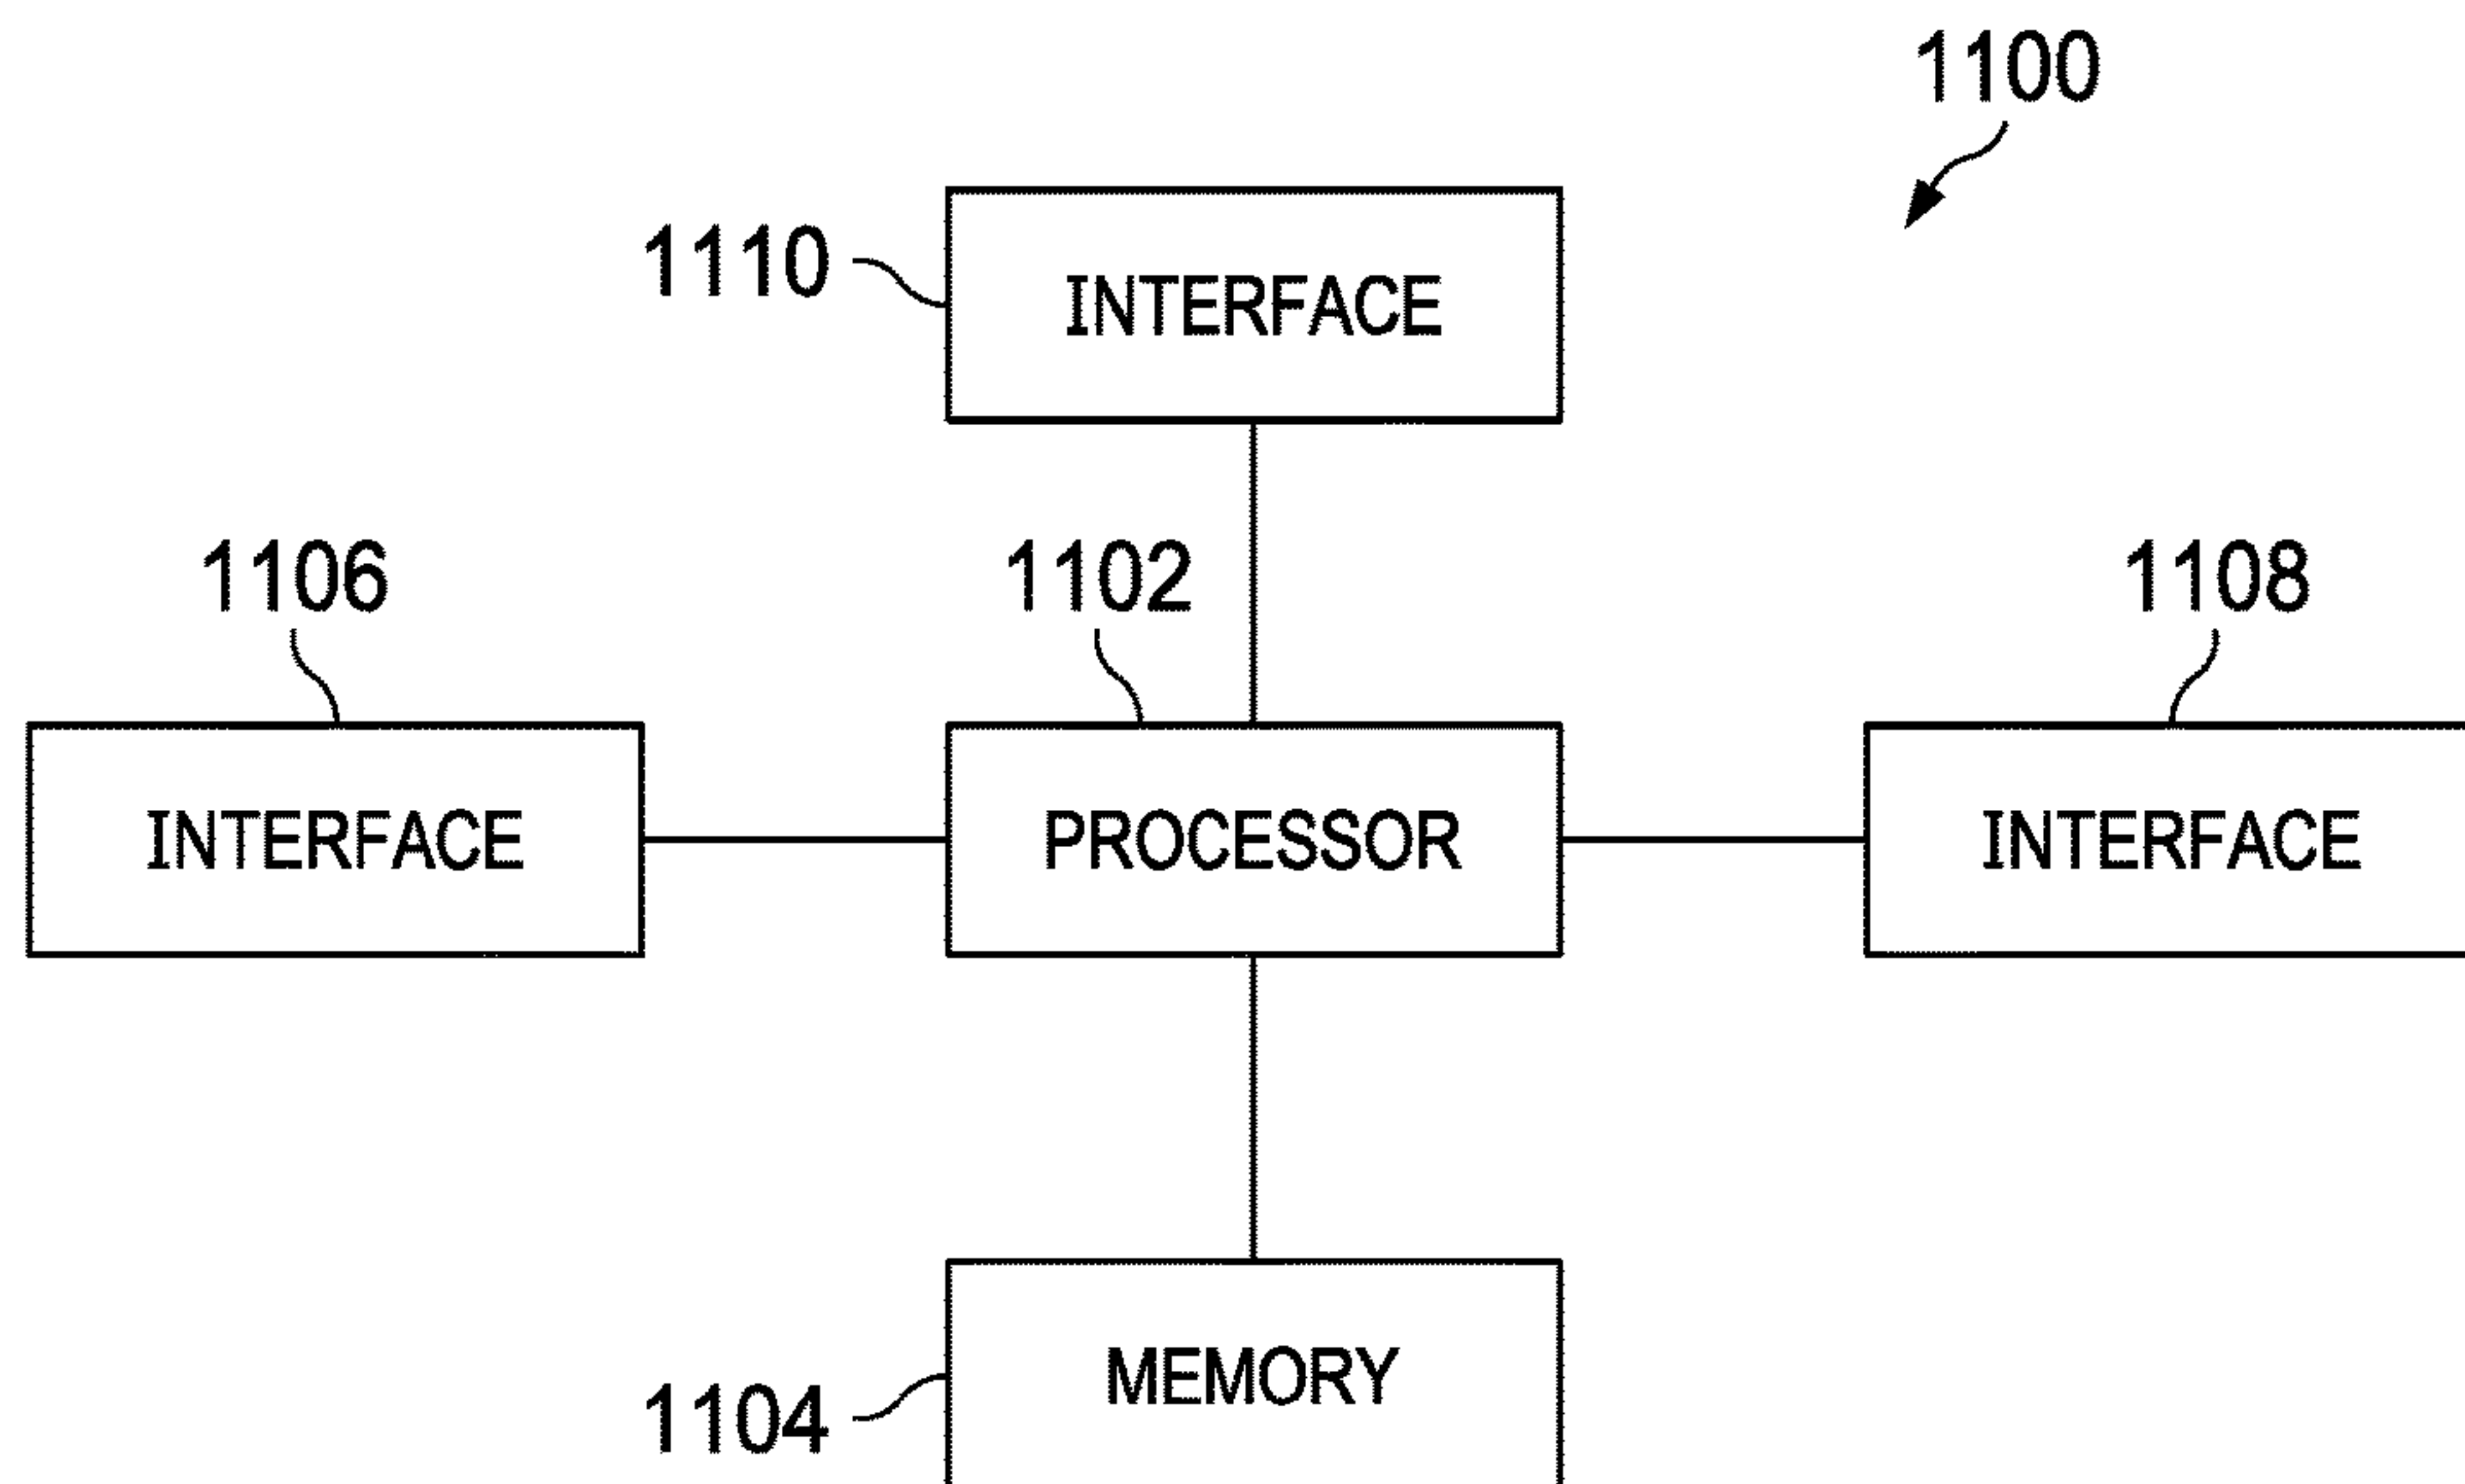 1100
1110
INTERFACE
1106
1102
1108
INTERFACE
PROCESSOR
INTERFACE
MEMORY
1104